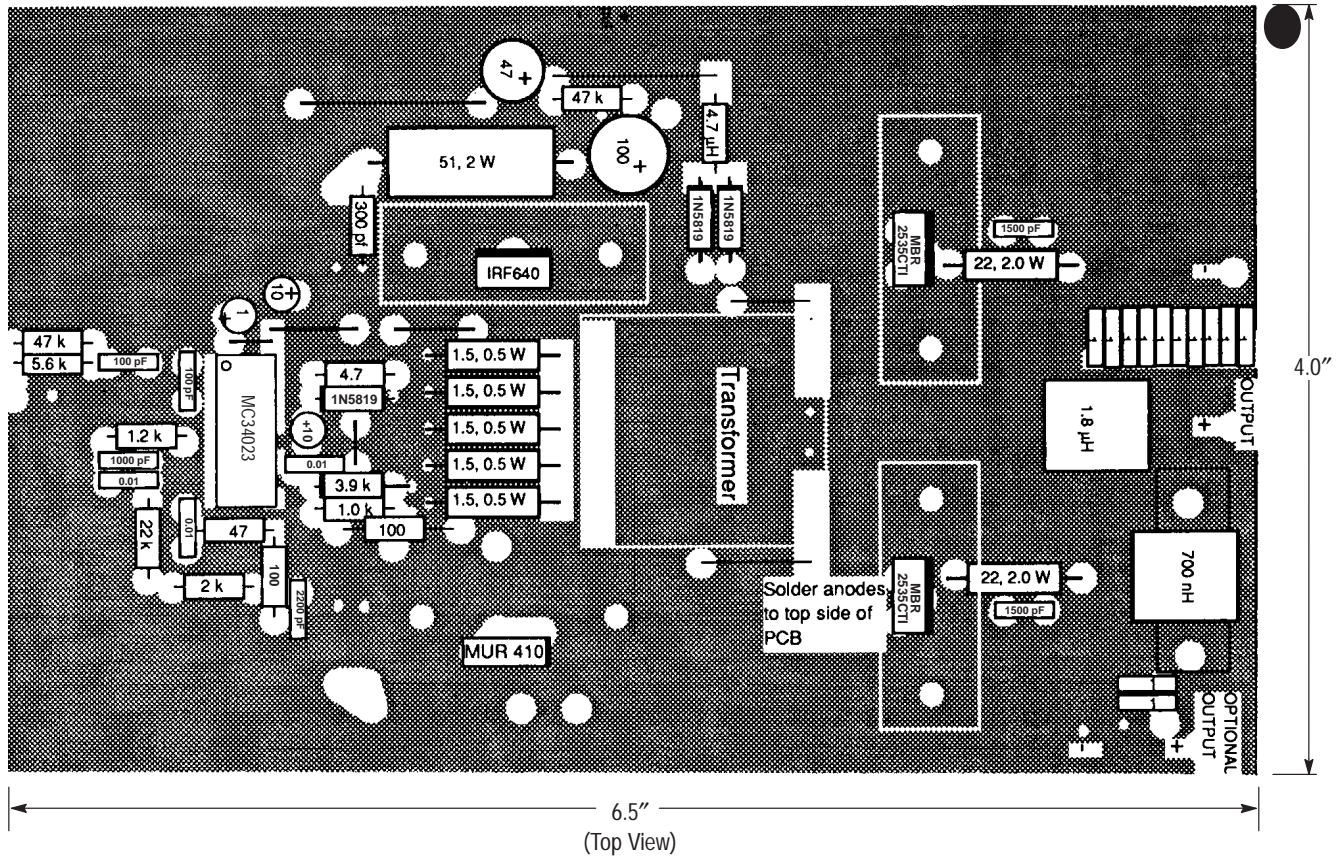 47
+
47 k
4.7 µH
51, 2 W
100
+
1N5819
1N5819
300 pf
IRF640
MBR
2535CTI
1500 pF
22, 2.0 W
-
10
+
1
+
47 k
5.6 k
100 pF
100 pF
MC34023
4.7
1N5819
+10
0.01
3.9 k
1.0 k
100
1.5, 0.5 W
1.5, 0.5 W
1.5, 0.5 W
1.5, 0.5 W
1.5, 0.5 W
Transformer
1.8 µH
OUTPUT
+
4.0″
1.2 k
1000 pF
0.01
22 k
0.01
47
100
2 k
2200 pF
MUR 410
Solder anodes
to top side of
PCB
MBR
2535CTI
22, 2.0 W
1500 pF
700 nH
OPTIONAL
OUTPUT
-
+
6.5″
(Top View)